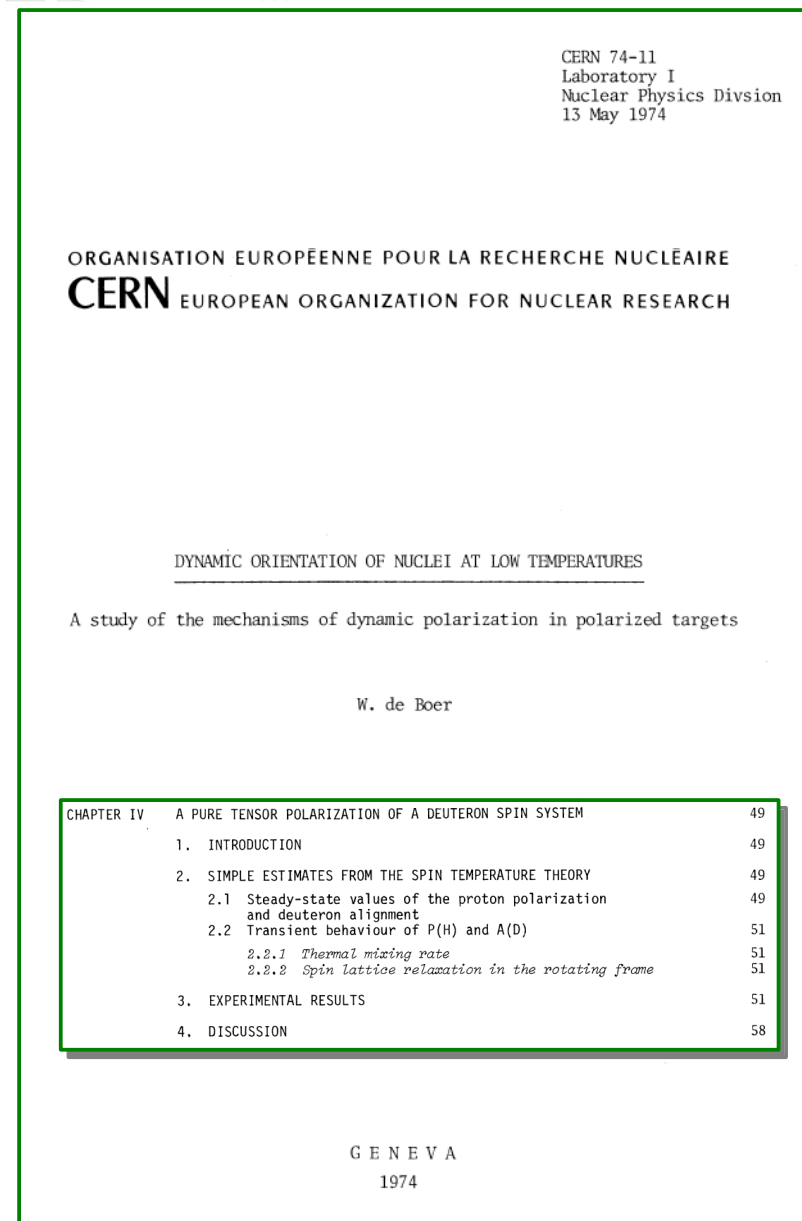 CERN 74-11
Laboratory I
Nuclear Physics Divsion
13 May 1974
ORGANISATION EUROPĒENNE POUR LA RECHERCHE NUCLĒAIRE
CERN EUROPEAN ORGANIZATION FOR NUCLEAR RESEARCH
DYNAMIC ORIENTATION OF NUCLEI AT LOW TEMPERATURES
A study of the mechanisms of dynamic polarization in polarized targets
W. de Boer
CHAPTER IV A PURE TENSOR POLARIZATION OF A DEUTERON SPIN SYSTEM 49
1. INTRODUCTION 49
2. SIMPLE ESTIMATES FROM THE SPIN TEMPERATURE THEORY 49
2.1 Steady-state values of the proton polarization 49
and deuteron alignment
2.2 Transient behaviour of P(H) and A(D) 51
2.2.1 Thermal mixing rate 51
2.2.2 Spin lattice relaxation in the rotating frame 51
3. EXPERIMENTAL RESULTS 51
4. DISCUSSION 58
GENEVA
1974